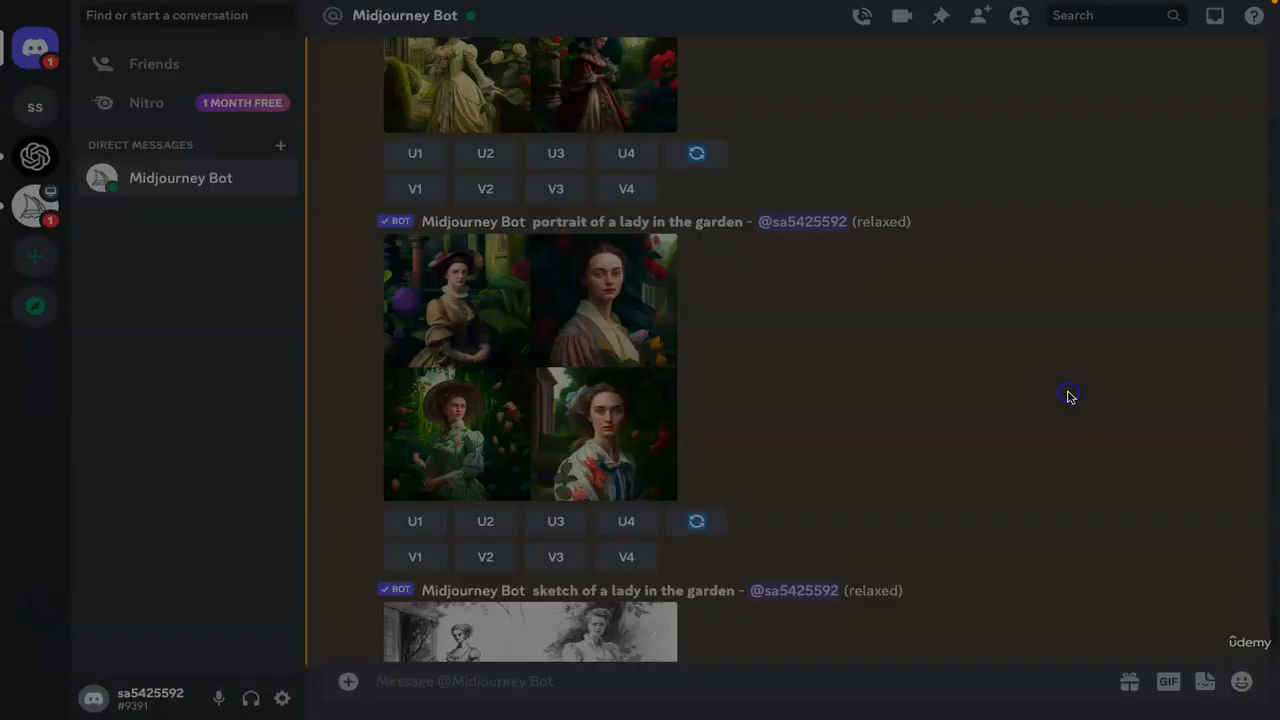 Find or start a conversation
Midjourney Bot
Search
1
Friends
SS
Nitro
1 MONTH FREE
DIRECT MESSAGES
Midjourney Bot
1
U1 U2 U3 U4
V1 V2 V3 V4
BOT Midjourney Bot portrait of a lady in the garden - @sa5425592 (relaxed)
U1 U2 U3 U4
V1 V2 V3 V4
BOT Midjourney Bot sketch of a lady in the garden - @sa5425592 (relaxed)
ûdemy
Message @Midjourney Bot
GIF
sa5425592
#9391